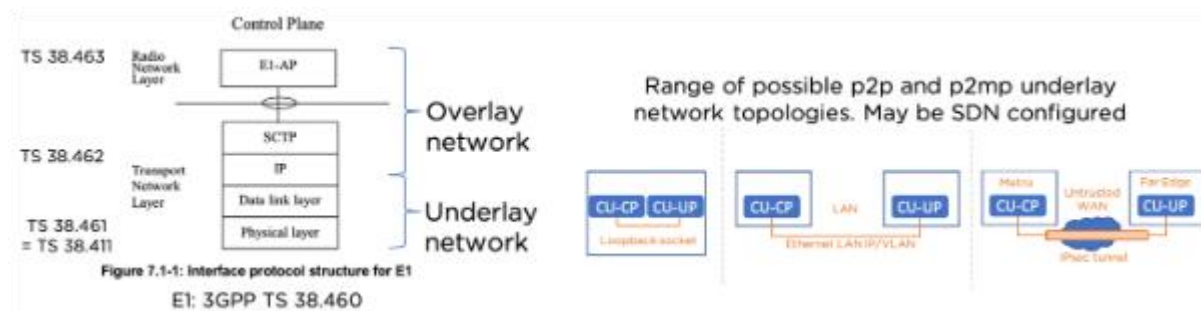 Control Plane
TS 38.463
Radio
Network
Layer
E1-AP
Overlay
network
SCTP
TS 38.462
IP
Transport
Network
Layer
Data link layer
Underlay
network
TS 38.461
= TS 38.411
Physical layer
Figure 7.1-1: Interface protocol structure for E1
E1: 3GPP TS 38.460
Range of possible p2p and p2mp underlay
network topologies. May be SDN configured
CU-CP CU-UP
Loopback socket
CU-CP
LAN
CU-UP
Ethernet LAN IP/VLAN
Metro
CU-CP
Untrusted
WAN
Far Edge
CU-UP
IPsec tunnel